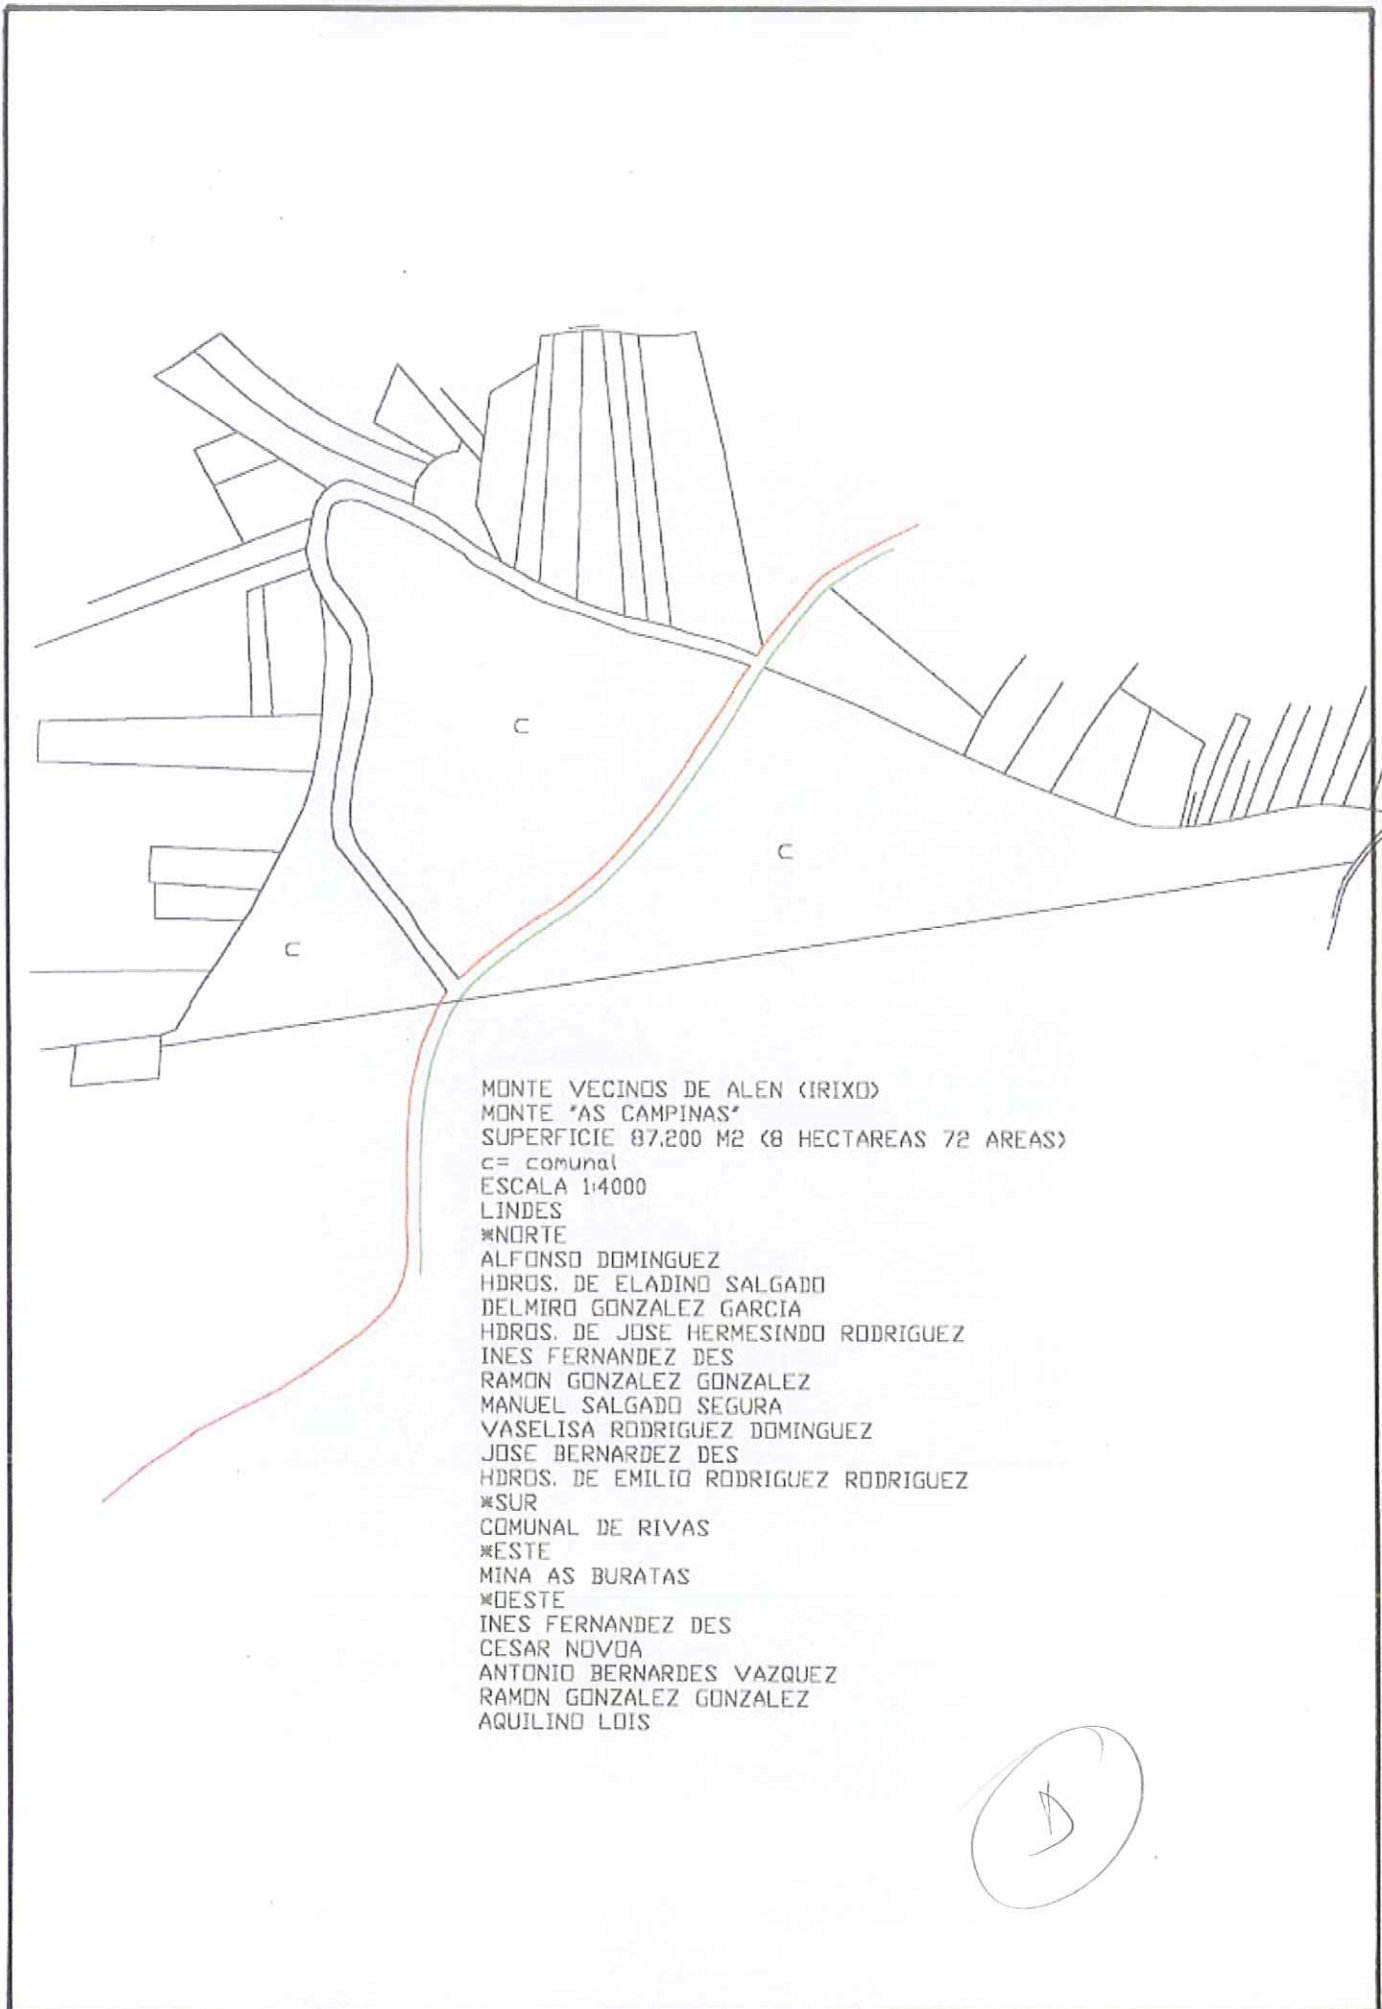 C
C
C
MONTE VECINOS DE ALEN (IRIXO)
MONTE "AS CAMPINAS"
SUPERFICIE 87.200 M2 (8 HECTAREAS 72 AREAS)
c= comunal
ESCALA 1:4000
LINDES
*NORTE
ALFONSO DOMINGUEZ
HDROS. DE ELADINO SALGADO
DELMIRO GONZALEZ GARCIA
HDROS. DE JOSE HERMESINDO RODRIGUEZ
INES FERNANDEZ DES
RAMON GONZALEZ GONZALEZ
MANUEL SALGADO SEGURA
VASELISA RODRIGUEZ DOMINGUEZ
JOSE BERNARDEZ DES
HDROS. DE EMILIO RODRIGUEZ RODRIGUEZ
*SUR
COMUNAL DE RIVAS
*ESTE
MINA AS BURATAS
*OESTE
INES FERNANDEZ DES
CESAR NOVOA
ANTONIO BERNARDES VAZQUEZ
RAMON GONZALEZ GONZALEZ
AQUILINO LOIS
D